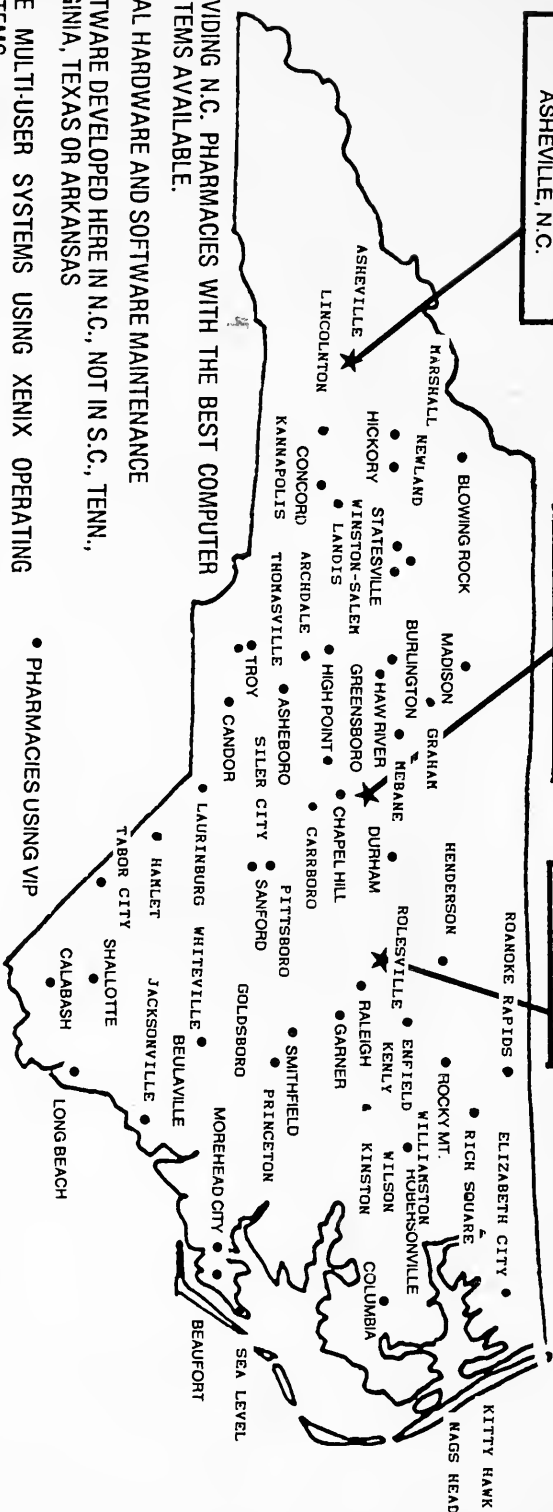 ASHEVILLE, N.C.
VIDING N.C. PHARMACIES WITH THE BEST COMPUTER
TEMS AVAILABLE.
AL HARDWARE AND SOFTWARE MAINTENANCE
TWARE DEVELOPED HERE IN N.C., NOT IN S.C., TENN.,
GINIA, TEXAS OR ARKANSAS
E MULTI-USER SYSTEMS USING XENIX OPERATING
• PHARMACIES USING VIP
ASHEVILLE
LINCOLNTON
MARSHALL
NEWLAND
HICKORY
BLOWING ROCK
KANNAPOLIS
CONCORD
LANDIS
WINSTON-SALEM
STATESVILLE
THOMASVILLE
ARCHDALE
TROY
CANDOR
ASHEBORO
HIGH POINT
GREENSBORO
HAW RIVER
BURLINGTON
MADISON
GRAHAM
MEBANE
SILER CITY
CHAPEL HILL
CARRBORO
DURHAM
HENDERSON
LAURINBURG
HAMLET
TABOR CITY
SANFORD
PITTSBORO
ROLESVILLE
ROANOKE RAPIDS
RALEIGH
GARNER
WHITEVILLE
GOLDSBORO
SMITHFIELD
PRINCETON
KENLY
ENFIELD
ROCKY MT.
RICH SQUARE
ELIZABETH CITY
WILLIAMSTON
ROBERSONVILLE
WILSON
KINSTON
COLUMBIA
SHALLOTTE
CALABASH
LONG BEACH
JACKSONVILLE
BEULAVILLE
MOREHEAD CITY
BEAUFORT
SEA LEVEL
KITTY HAWK
NAGS HEAD